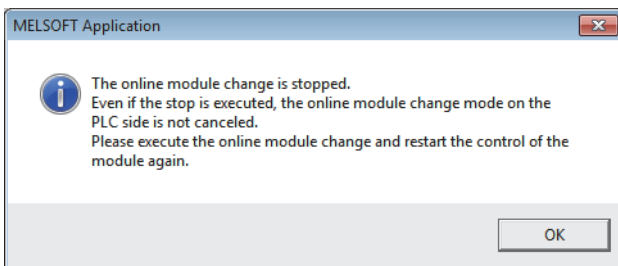 MELSOFT Application
The online module change is stopped.
Even if the stop is executed, the online module change mode on the
PLC side is not canceled.
Please execute the online module change and restart the control of the
module again.
OK